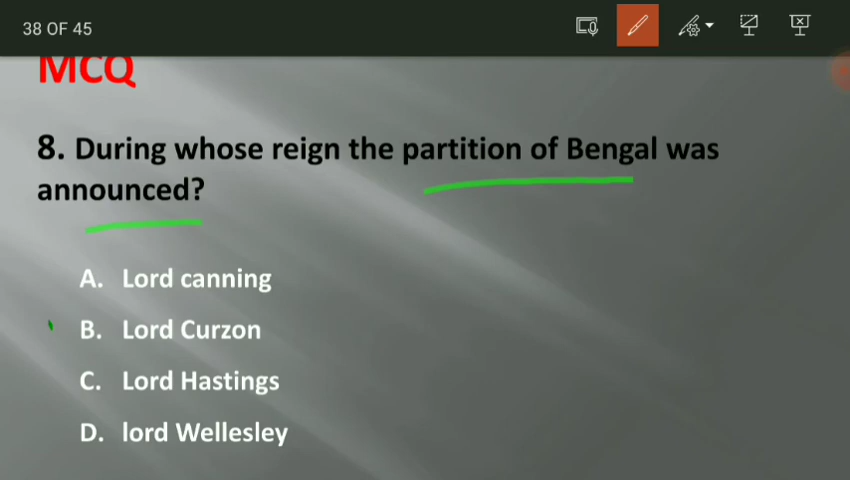 38 OF 45
MCQ
8. During whose reign the partition of Bengal was
announced?
A. Lord canning
B. Lord Curzon
C. Lord Hastings
D. lord Wellesley